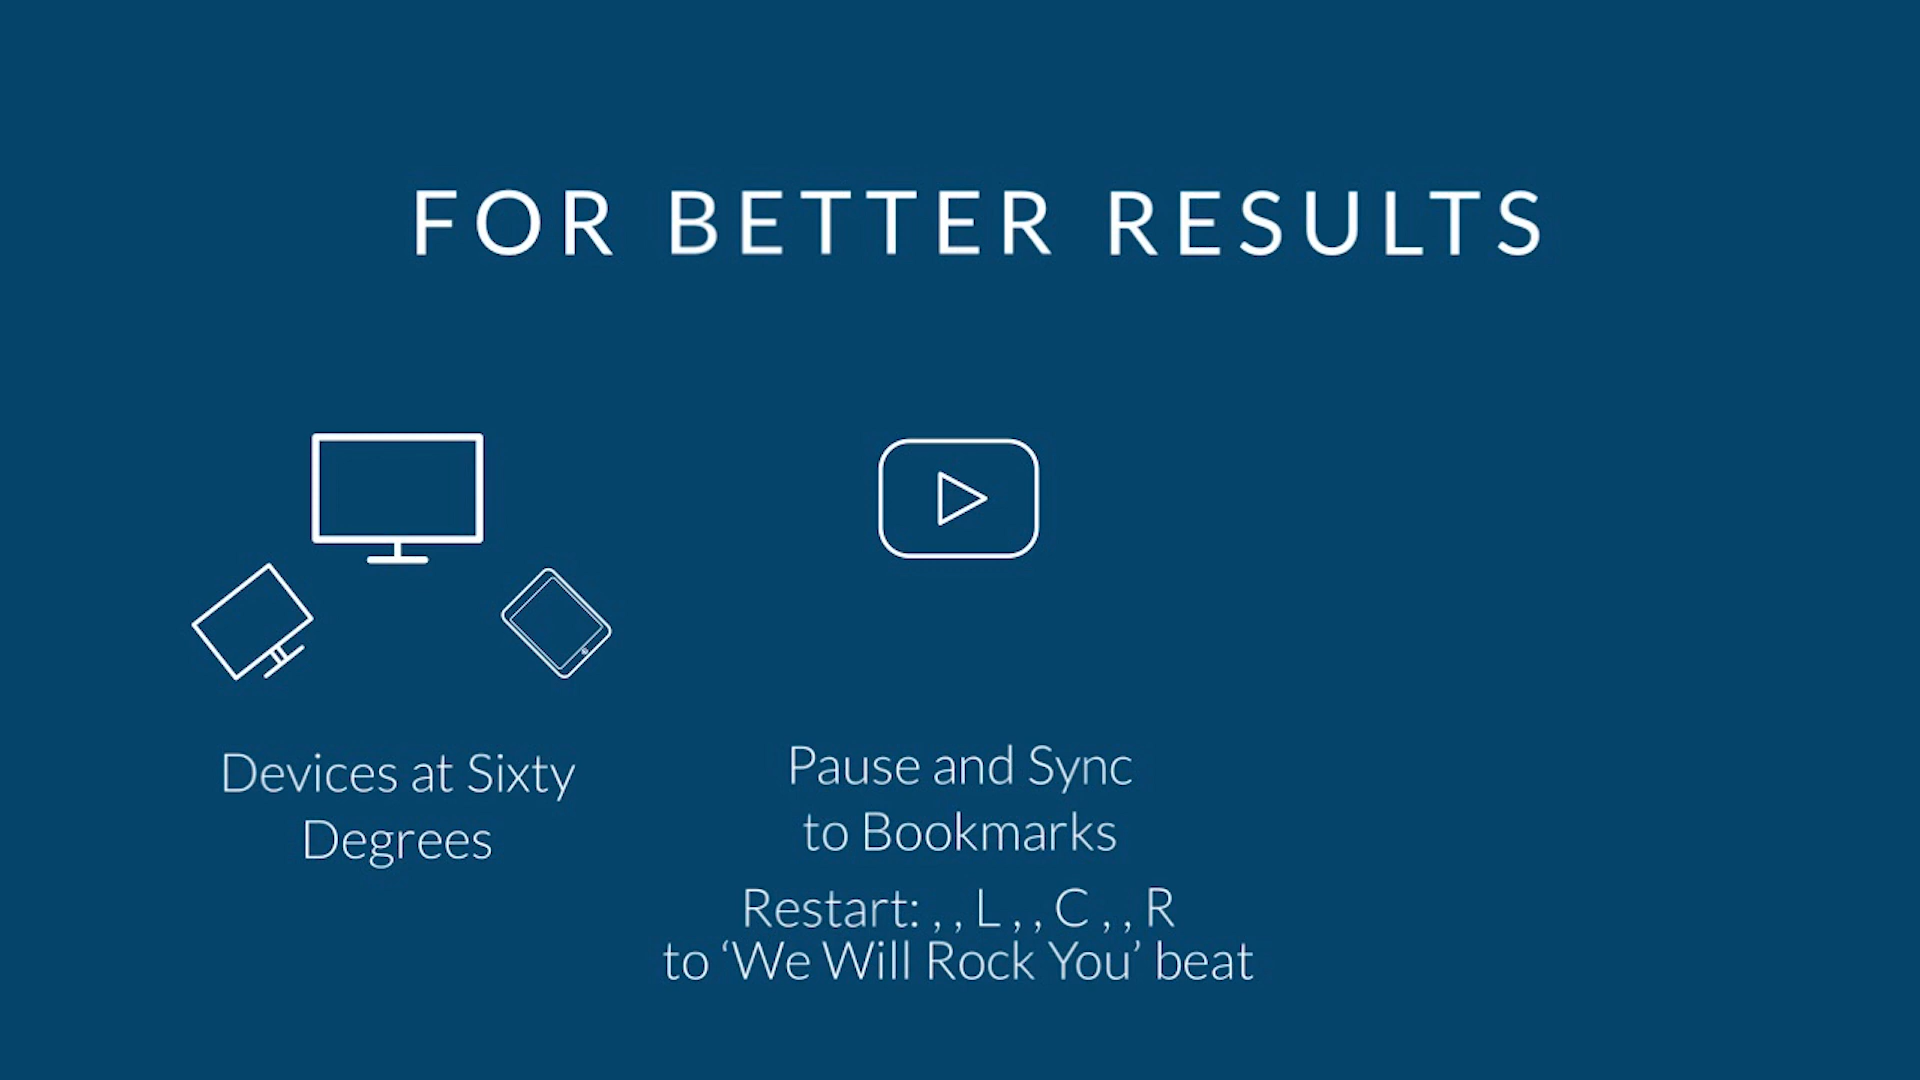 FOR BETTER RESULTS
Devices at Sixty
Degrees
Pause and Sync
to Bookmarks
Restart: , , L , , C , , R
to ‘We Will Rock You’ beat